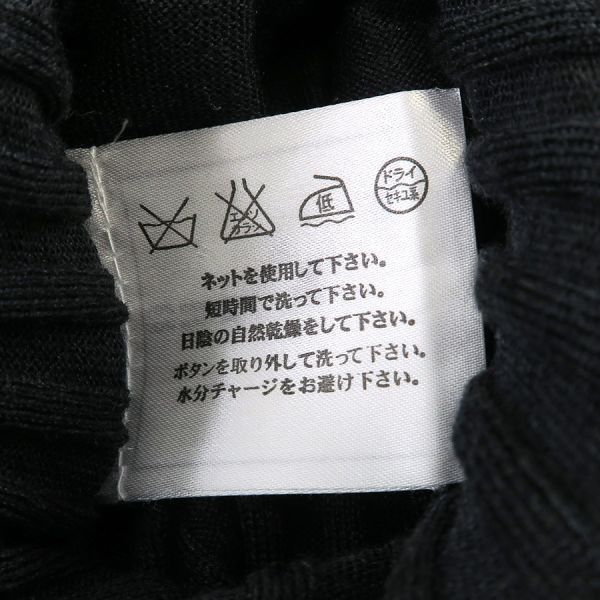 エンソ
サラシ
低
ドライ
セキユ系
ネットを使用して下さい。
短時間で洗って下さい。
日陰の自然乾燥をして下さい。
ボタンを取り外して洗って下さい。
水分チャージをお避け下さい。